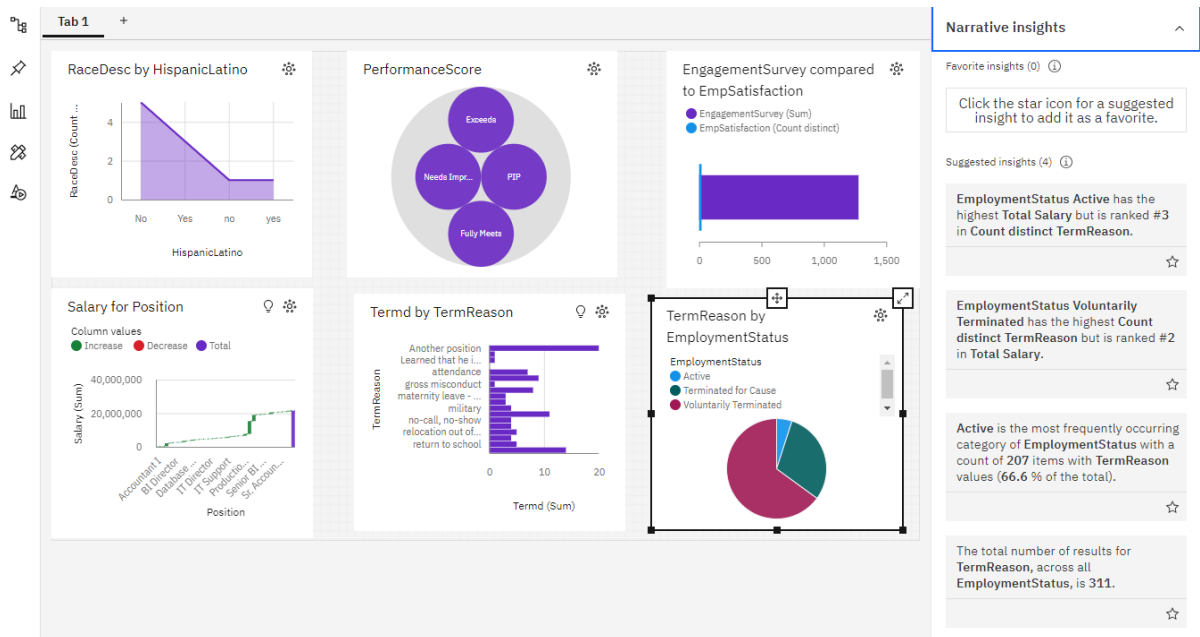 Tab 1
+
RaceDesc by HispanicLatino
RaceDesc (Count ...
4
2
0
No
Yes
no
yes
HispanicLatino
PerformanceScore
Exceeds
Needs Impr...
PIP
Fully Meets
EngagementSurvey compared
to EmpSatisfaction
EngagementSurvey (Sum)
EmpSatisfaction (Count distinct)
0
500
1,000
1,500
Salary for Position
Column values
Increase
Decrease
Total
Salary (Sum)
40,000,000
20,000,000
0
Accountant I
BI Director
Database ...
IT Director
IT Support
Productio...
Senior BI ...
Sr. Accoun...
Position
Termd by TermReason
TermReason
Another position
Learned that he i...
attendance
gross misconduct
maternity leave - ...
military
no-call, no-show
relocation out of...
return to school
0
10
20
Termd (Sum)
TermReason by
EmploymentStatus
EmploymentStatus
Active
Terminated for Cause
Voluntarily Terminated
Narrative insights
Favorite insights (0)
Click the star icon for a suggested
insight to add it as a favorite.
Suggested insights (4)
EmploymentStatus Active has the
highest Total Salary but is ranked #3
in Count distinct TermReason.
EmploymentStatus Voluntarily
Terminated has the highest Count
distinct TermReason but is ranked #2
in Total Salary.
Active is the most frequently occurring
category of EmploymentStatus with a
count of 207 items with TermReason
values (66.6 % of the total).
The total number of results for
TermReason, across all
EmploymentStatus, is 311.